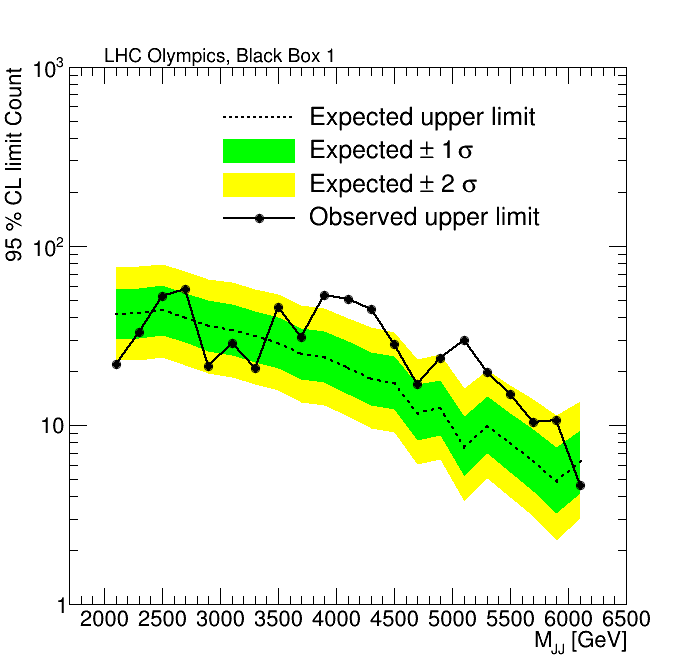 LHC Olympics, Black Box 1
95 % CL limit Count
10³
10²
10
1
Expected upper limit
Expected ± 1 σ
Expected ± 2 σ
Observed upper limit
2000 2500 3000 3500 4000 4500 5000 5500 6000 6500
M_JJ [GeV]